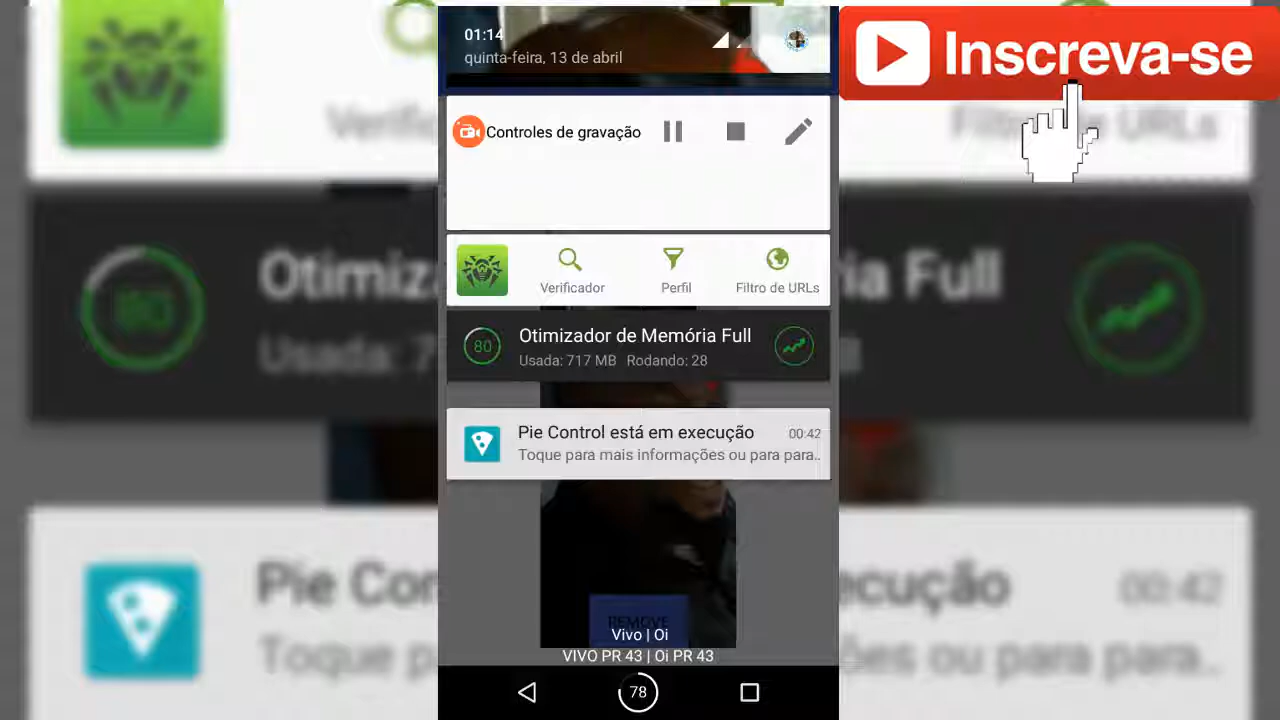 01:14
quinta-feira, 13 de abril
Inscreva-se
Controles de gravação
Verificador
Perfil
Filtro de URLs
80
Otimizador de Memória Full
Usada: 717 MB Rodando: 28
Pie Control está em execução
00:42
Toque para mais informações ou para para..
REMOVE
Vivo | Oi
VIVO PR 43 | Oi PR 43
78